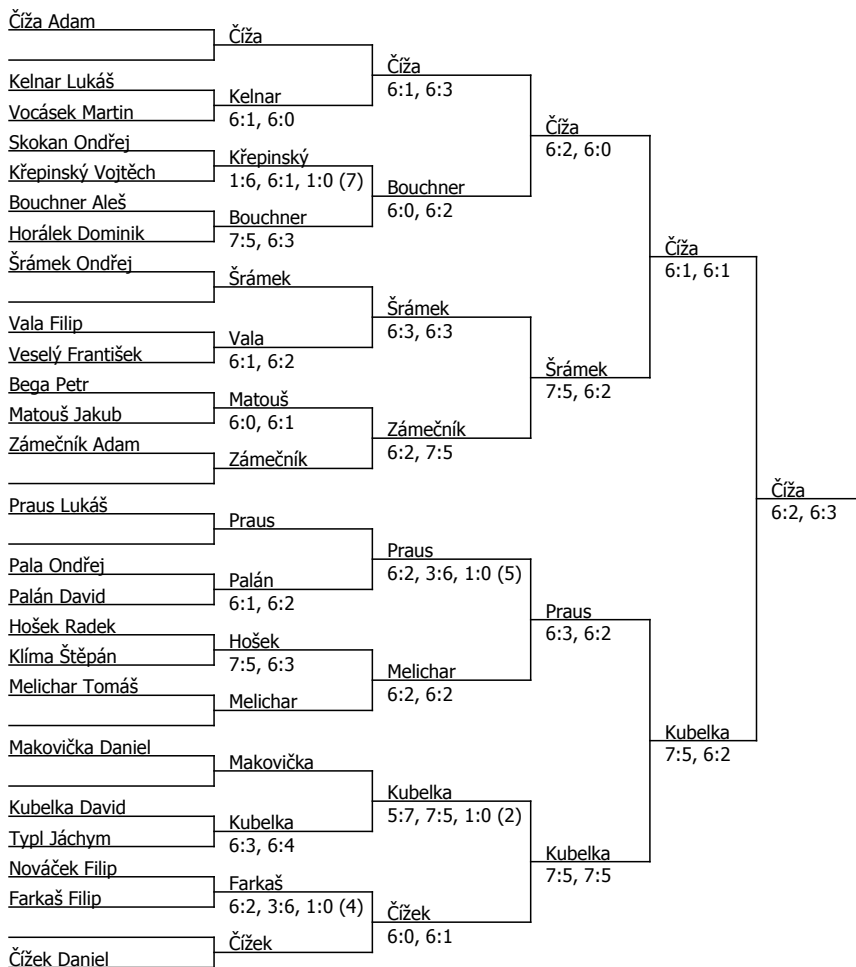 Číža Adam
Číža
Číža
6:1, 6:3
Kelnar Lukáš
Kelnar
6:1, 6:0
Vocásek Martin
Číža
6:2, 6:0
Skokan Ondřej
Křepinský
1:6, 6:1, 1:0 (7)
Křepinský Vojtěch
Bouchner
6:0, 6:2
Bouchner Aleš
Bouchner
7:5, 6:3
Horálek Dominik
Číža
6:1, 6:1
Šrámek Ondřej
Šrámek
Šrámek
6:3, 6:3
Vala Filip
Vala
6:1, 6:2
Veselý František
Šrámek
7:5, 6:2
Bega Petr
Matouš
6:0, 6:1
Matouš Jakub
Zámečník
6:2, 7:5
Zámečník Adam
Zámečník
Číža
6:2, 6:3
Praus Lukáš
Praus
Praus
6:2, 3:6, 1:0 (5)
Pala Ondřej
Palán
6:1, 6:2
Palán David
Praus
6:3, 6:2
Hošek Radek
Hošek
7:5, 6:3
Klíma Štěpán
Melichar
6:2, 6:2
Melichar Tomáš
Melichar
Kubelka
7:5, 6:2
Makovička Daniel
Makovička
Kubelka
5:7, 7:5, 1:0 (2)
Kubelka David
Kubelka
6:3, 6:4
Typl Jáchym
Kubelka
7:5, 7:5
Nováček Filip
Farkaš
6:2, 3:6, 1:0 (4)
Farkaš Filip
Čížek
6:0, 6:1
Čížek
Čížek Daniel